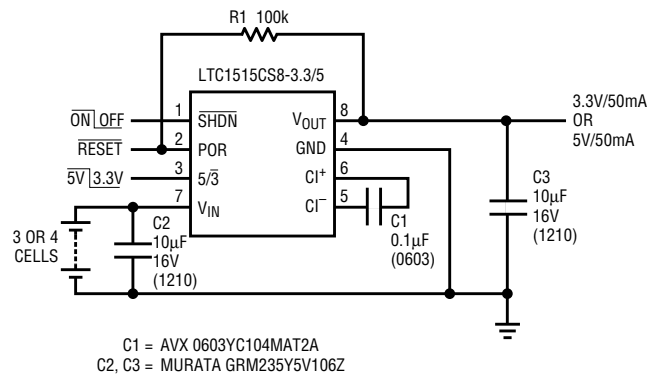 R1 100k
LTC1515CS8-3.3/5
ON OFF
1
SHDN
RESET
2
POR
5V 3.3V
3
5/3
7
VIN
8
VOUT
4
GND
6
CI+
5
CI–
3.3V/50mA
OR
5V/50mA
3 OR 4
CELLS
C2
10µF
16V
(1210)
C1
0.1µF
(0603)
C3
10µF
16V
(1210)
C1 = AVX 0603YC104MAT2A
C2, C3 = MURATA GRM235Y5V106Z